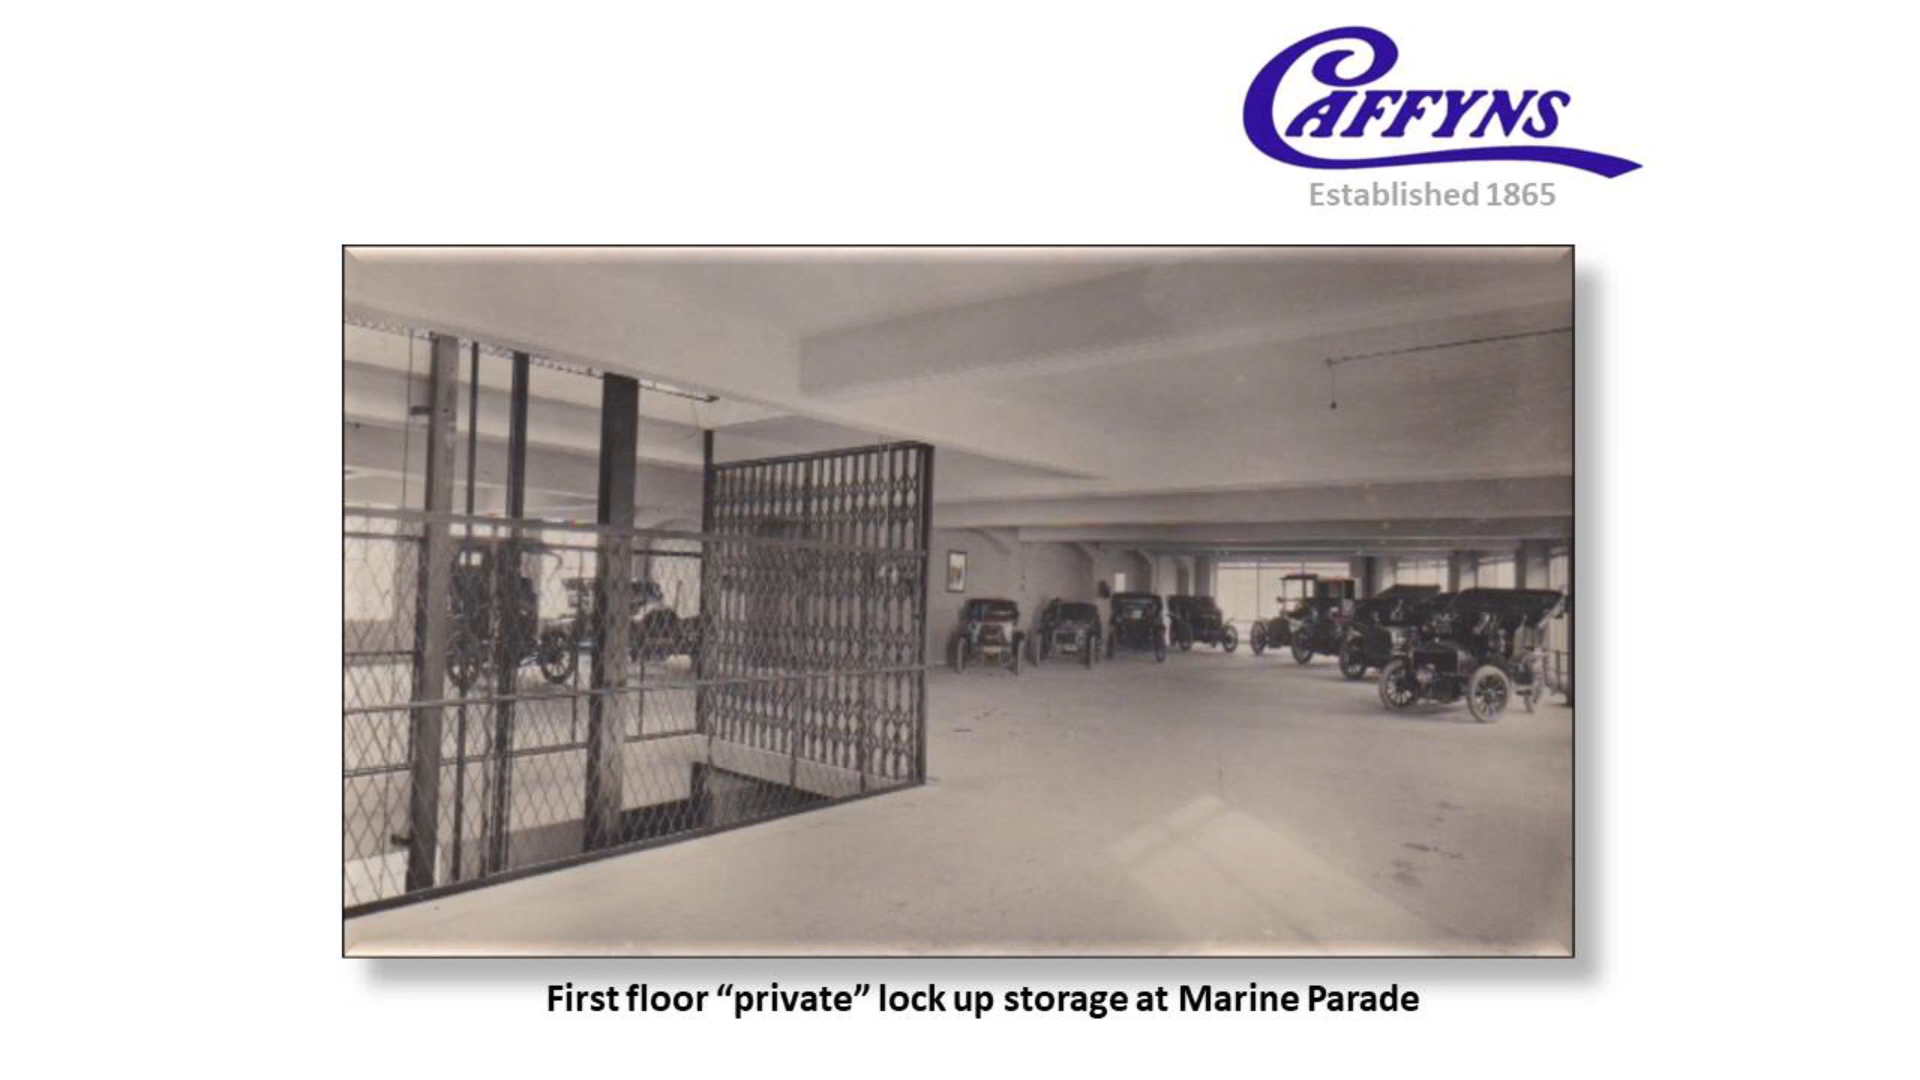 CAFFYNS
Established 1865
First floor “private” lock up storage at Marine Parade